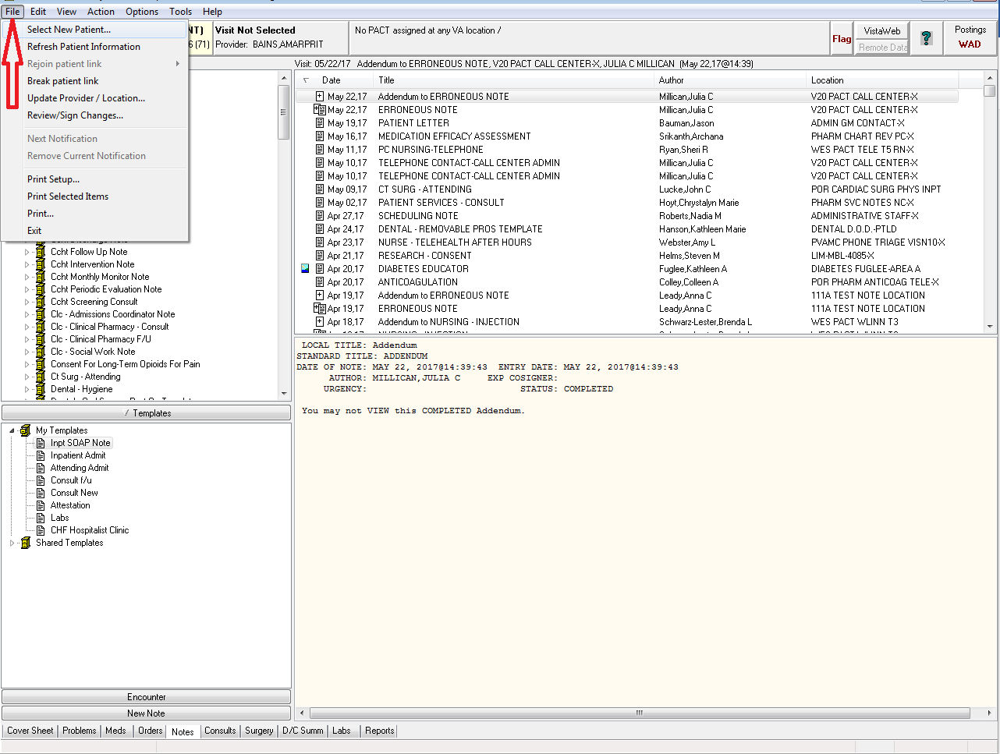 File Edit View Action Options Tools Help
Select New Patient...
Refresh Patient Information
Rejoin patient link
Break patient link
Update Provider / Location...
Review/Sign Changes...
Next Notification
Remove Current Notification
Print Setup...
Print Selected Items
Print...
Exit
NT) Visit Not Selected
6 (71) Provider: BAINS,AMARPRIT
No PACT assigned at any VA location /
Flag
VistaWeb
Remote Data
?
Postings
WAD
Visit: 05/22/17 Addendum to ERRONEOUS NOTE, V20 PACT CALL CENTER-X, JULIA C MILLICAN (May 22,17@14:39)
Date Title Author Location
May 22,17 Addendum to ERRONEOUS NOTE Millican,Julia C V20 PACT CALL CENTER-X
May 22,17 ERRONEOUS NOTE Millican,Julia C V20 PACT CALL CENTER-X
May 19,17 PATIENT LETTER Bauman,Jason ADMIN GM CONTACT-X
May 16,17 MEDICATION EFFICACY ASSESSMENT Srikanth,Archana PHARM CHART REV PC-X
May 11,17 PC NURSING-TELEPHONE Ryan,Sheri R WES PACT TELE T5 RN-X
May 10,17 TELEPHONE CONTACT-CALL CENTER ADMIN Millican,Julia C V20 PACT CALL CENTER-X
May 10,17 TELEPHONE CONTACT-CALL CENTER ADMIN Millican,Julia C V20 PACT CALL CENTER-X
May 09,17 CT SURG - ATTENDING Lucke,John C POR CARDIAC SURG PHYS INPT
May 02,17 PATIENT SERVICES - CONSULT Hoyt,Chrystalyn Marie PHARM SVC NOTES NC-X
Apr 27,17 SCHEDULING NOTE Roberts,Nadia M ADMINISTRATIVE STAFF-X
Apr 24,17 DENTAL - REMOVABLE PROS TEMPLATE Hanson,Kathleen Marie DENTAL D.O.D.-PTLD
Apr 23,17 NURSE - TELEHEALTH AFTER HOURS Webster,Amy L PVAMC PHONE TRIAGE VISN10-X
Apr 21,17 RESEARCH - CONSENT Helms,Steven M LIM-MBL-4085-X
Apr 20,17 DIABETES EDUCATOR Fuglee,Kathleen A DIABETES FUGLEE-AREA A
Apr 20,17 ANTICOAGULATION Colley,Colleen A POR PHARM ANTICOAG TELE-X
Apr 19,17 Addendum to ERRONEOUS NOTE Leady,Anna C 111A TEST NOTE LOCATION
Apr 19,17 ERRONEOUS NOTE Leady,Anna C 111A TEST NOTE LOCATION
Apr 18,17 Addendum to NURSING - INJECTION Schwarz-Lester,Brenda L WES PACT WLINN T3
Ccht Follow Up Note
Ccht Intervention Note
Ccht Monthly Monitor Note
Ccht Periodic Evaluation Note
Ccht Screening Consult
Clc - Admissions Coordinator Note
Clc - Clinical Pharmacy - Consult
Clc - Clinical Pharmacy F/U
Clc - Social Work Note
Consent For Long-Term Opioids For Pain
Ct Surg - Attending
Dental - Hygiene
/ Templates
My Templates
Inpt SOAP Note
Inpatient Admit
Attending Admit
Consult f/u
Consult New
Attestation
Labs
CHF Hospitalist Clinic
Shared Templates
LOCAL TITLE: Addendum
STANDARD TITLE: ADDENDUM
DATE OF NOTE: MAY 22, 2017@14:39:43 ENTRY DATE: MAY 22, 2017@14:39:43
AUTHOR: MILLICAN,JULIA C EXP COSIGNER:
URGENCY: STATUS: COMPLETED
You may not VIEW this COMPLETED Addendum.
Encounter
New Note
Cover Sheet Problems Meds Orders Notes Consults Surgery D/C Summ Labs Reports